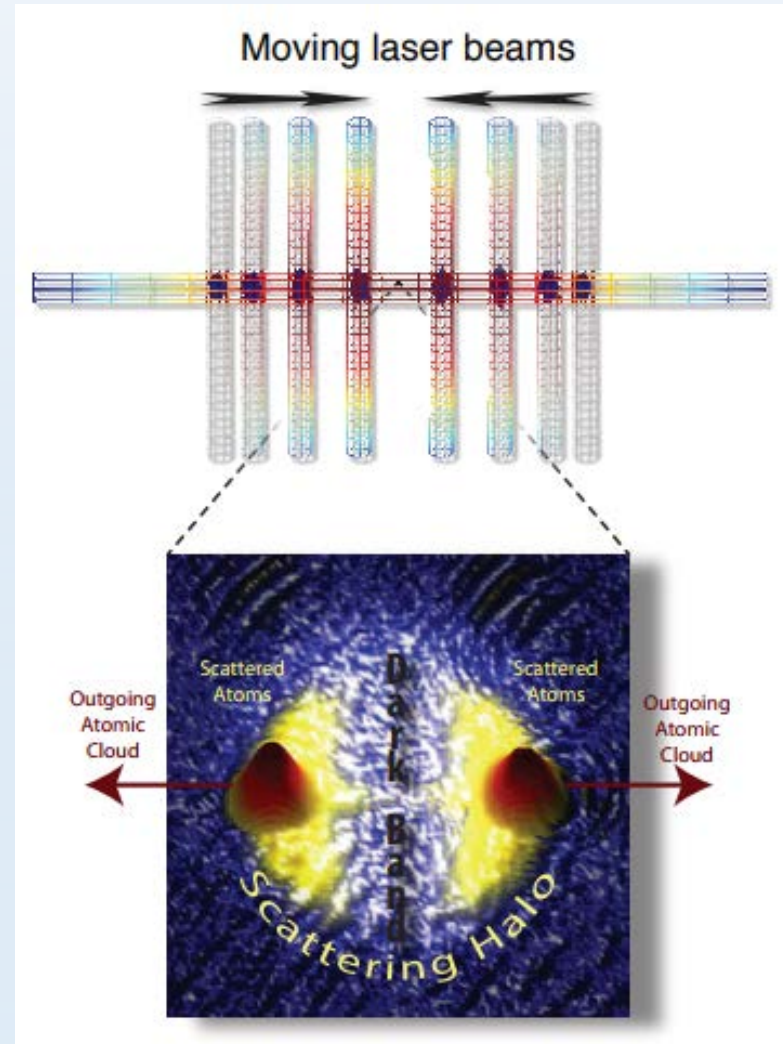 Moving laser beams
Scattered
Atoms
Scattered
Atoms
Outgoing
Atomic
Cloud
Outgoing
Atomic
Cloud
Dark Band
Scattering Halo